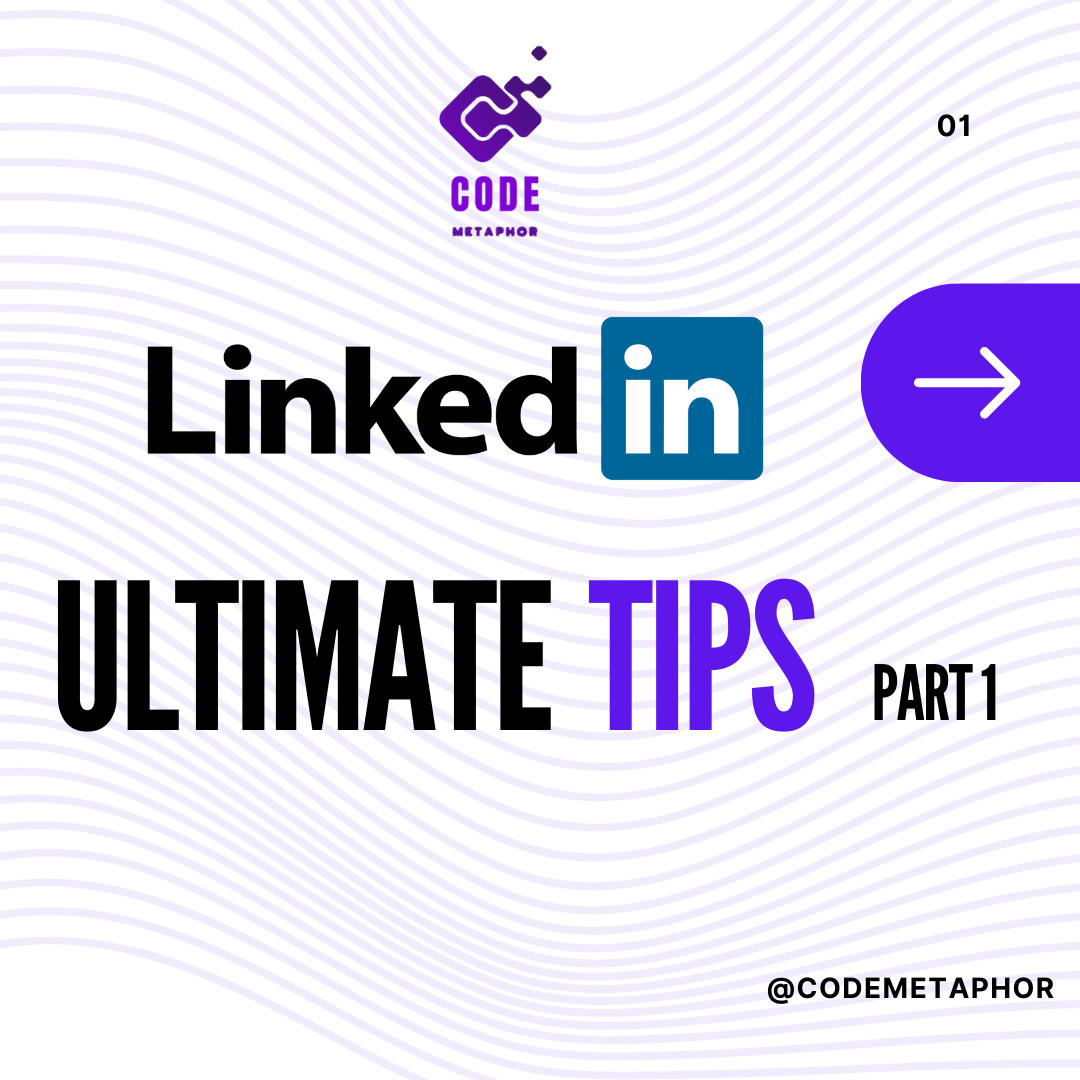 CODE
METAPHOR
01
Linked in
ULTIMATE TIPS PART 1
@CODEMETAPHOR